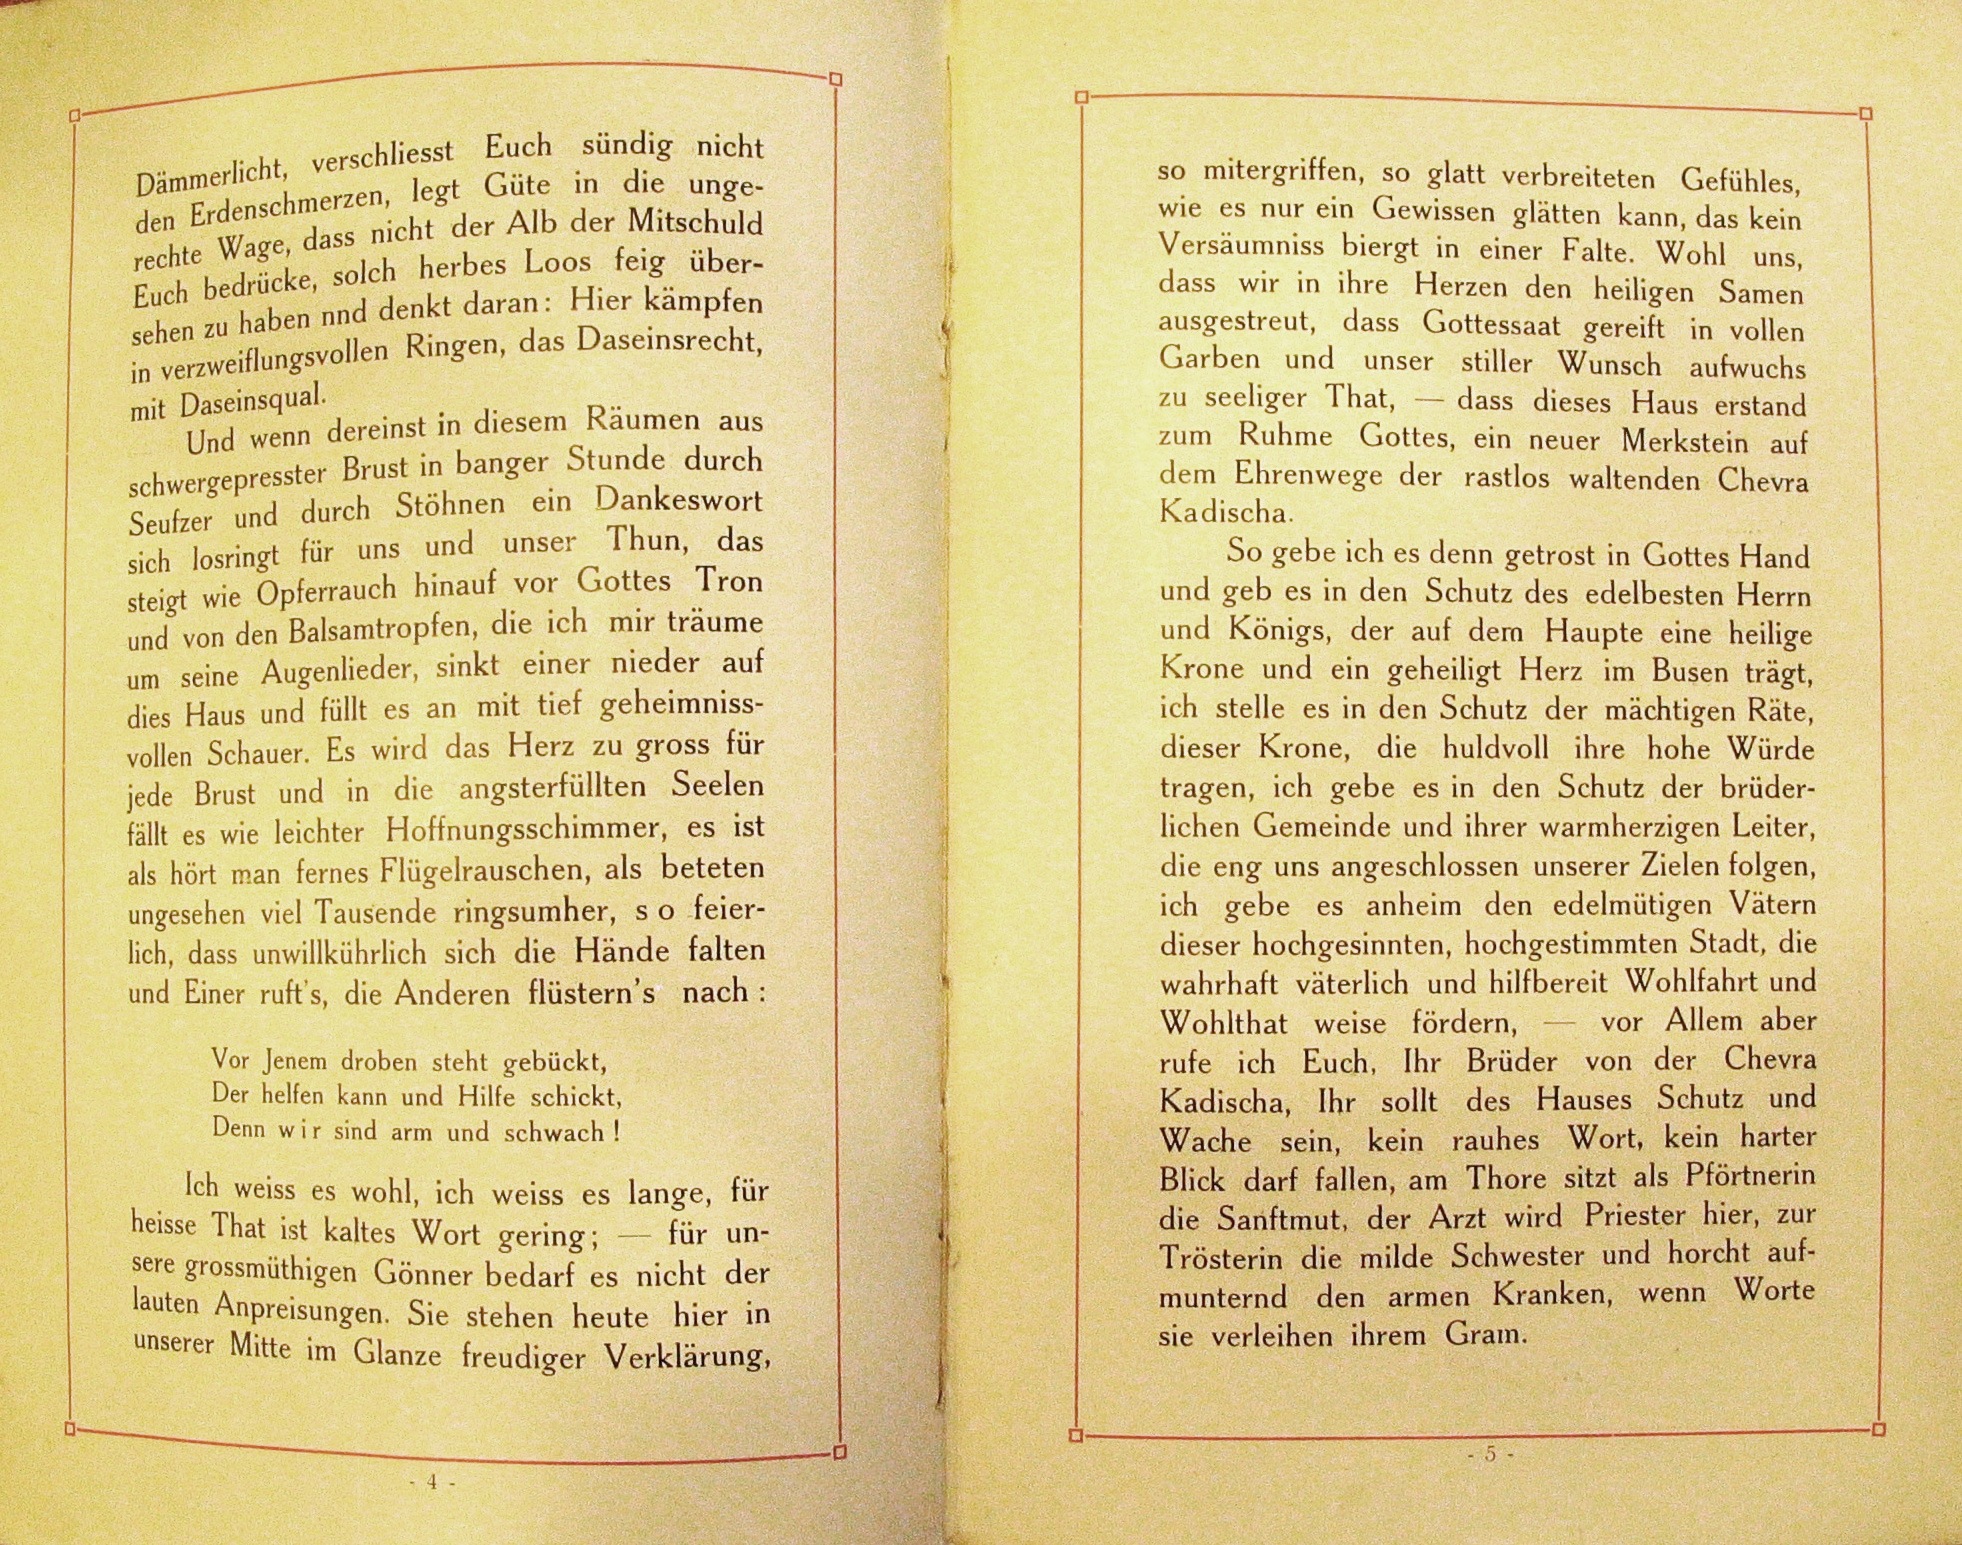 Dämmerlicht, verschliesst Euch sündig nicht
den Erdenschmerzen, legt Güte in die unge-
rechte Wage, dass nicht der Alb der Mitschuld
Euch bedrücke, solch herbes Loos feig über-
sehen zu haben nnd denkt daran: Hier kämpfen
in verzweiflungsvollen Ringen, das Daseinsrecht,
mit Daseinsqual.
Und wenn dereinst in diesem Räumen aus
schwergepresster Brust in banger Stunde durch
Seufzer und durch Stöhnen ein Dankeswort
sich losringt für uns und unser Thun, das
steigt wie Opferrauch hinauf vor Gottes Tron
und von den Balsamtropfen, die ich mir träume
um seine Augenlieder, sinkt einer nieder auf
dies Haus und füllt es an mit tief geheimniss-
vollen Schauer. Es wird das Herz zu gross für
jede Brust und in die angsterfüllten Seelen
fällt es wie leichter Hoffnungsschimmer, es ist
als hört man fernes Flügelrauschen, als beteten
ungesehen viel Tausende ringsumher, s o feier-
lich, dass unwillkührlich sich die Hände falten
und Einer ruft's, die Anderen flüstern's nach :
Vor Jenem droben steht gebückt,
Der helfen kann und Hilfe schickt,
Denn w i r sind arm und schwach !
Ich weiss es wohl, ich weiss es lange, für
heisse That ist kaltes Wort gering; — für un-
sere grossmüthigen Gönner bedarf es nicht der
lauten Anpreisungen. Sie stehen heute hier in
unserer Mitte im Glanze freudiger Verklärung,
- 4 -
so mitergriffen, so glatt verbreiteten Gefühles,
wie es nur ein Gewissen glätten kann, das kein
Versäumniss biergt in einer Falte. Wohl uns,
dass wir in ihre Herzen den heiligen Samen
ausgestreut, dass Gottessaat gereift in vollen
Garben und unser stiller Wunsch aufwuchs
zu seeliger That, — dass dieses Haus erstand
zum Ruhme Gottes, ein neuer Merkstein auf
dem Ehrenwege der rastlos waltenden Chevra
Kadischa.
So gebe ich es denn getrost in Gottes Hand
und geb es in den Schutz des edelbesten Herrn
und Königs, der auf dem Haupte eine heilige
Krone und ein geheiligt Herz im Busen trägt,
ich stelle es in den Schutz der mächtigen Räte,
dieser Krone, die huldvoll ihre hohe Würde
tragen, ich gebe es in den Schutz der brüder-
lichen Gemeinde und ihrer warmherzigen Leiter,
die eng uns angeschlossen unserer Zielen folgen,
ich gebe es anheim den edelmütigen Vätern
dieser hochgesinnten, hochgestimmten Stadt, die
wahrhaft väterlich und hilfbereit Wohlfahrt und
Wohlthat weise fördern, — vor Allem aber
rufe ich Euch, Ihr Brüder von der Chevra
Kadischa, Ihr sollt des Hauses Schutz und
Wache sein, kein rauhes Wort, kein harter
Blick darf fallen, am Thore sitzt als Pförtnerin
die Sanftmut, der Arzt wird Priester hier, zur
Trösterin die milde Schwester und horcht auf-
munternd den armen Kranken, wenn Worte
sie verleihen ihrem Gram.
- 5 -